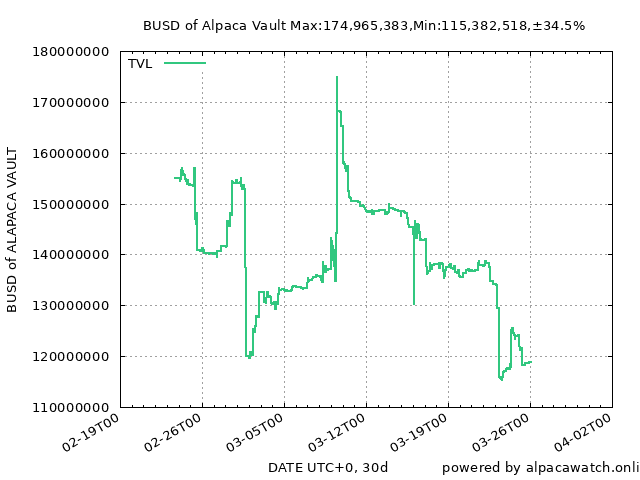 BUSD of Alpaca Vault Max:174,965,383,Min:115,382,518,±34.5%
180000000
TVL
170000000
160000000
150000000
140000000
130000000
120000000
110000000
BUSD of ALAPACA VAULT
02-19T00
02-26T00
03-05T00
03-12T00
03-19T00
03-26T00
04-02T00
DATE UTC+0, 30d
powered by alpacawatch.onli